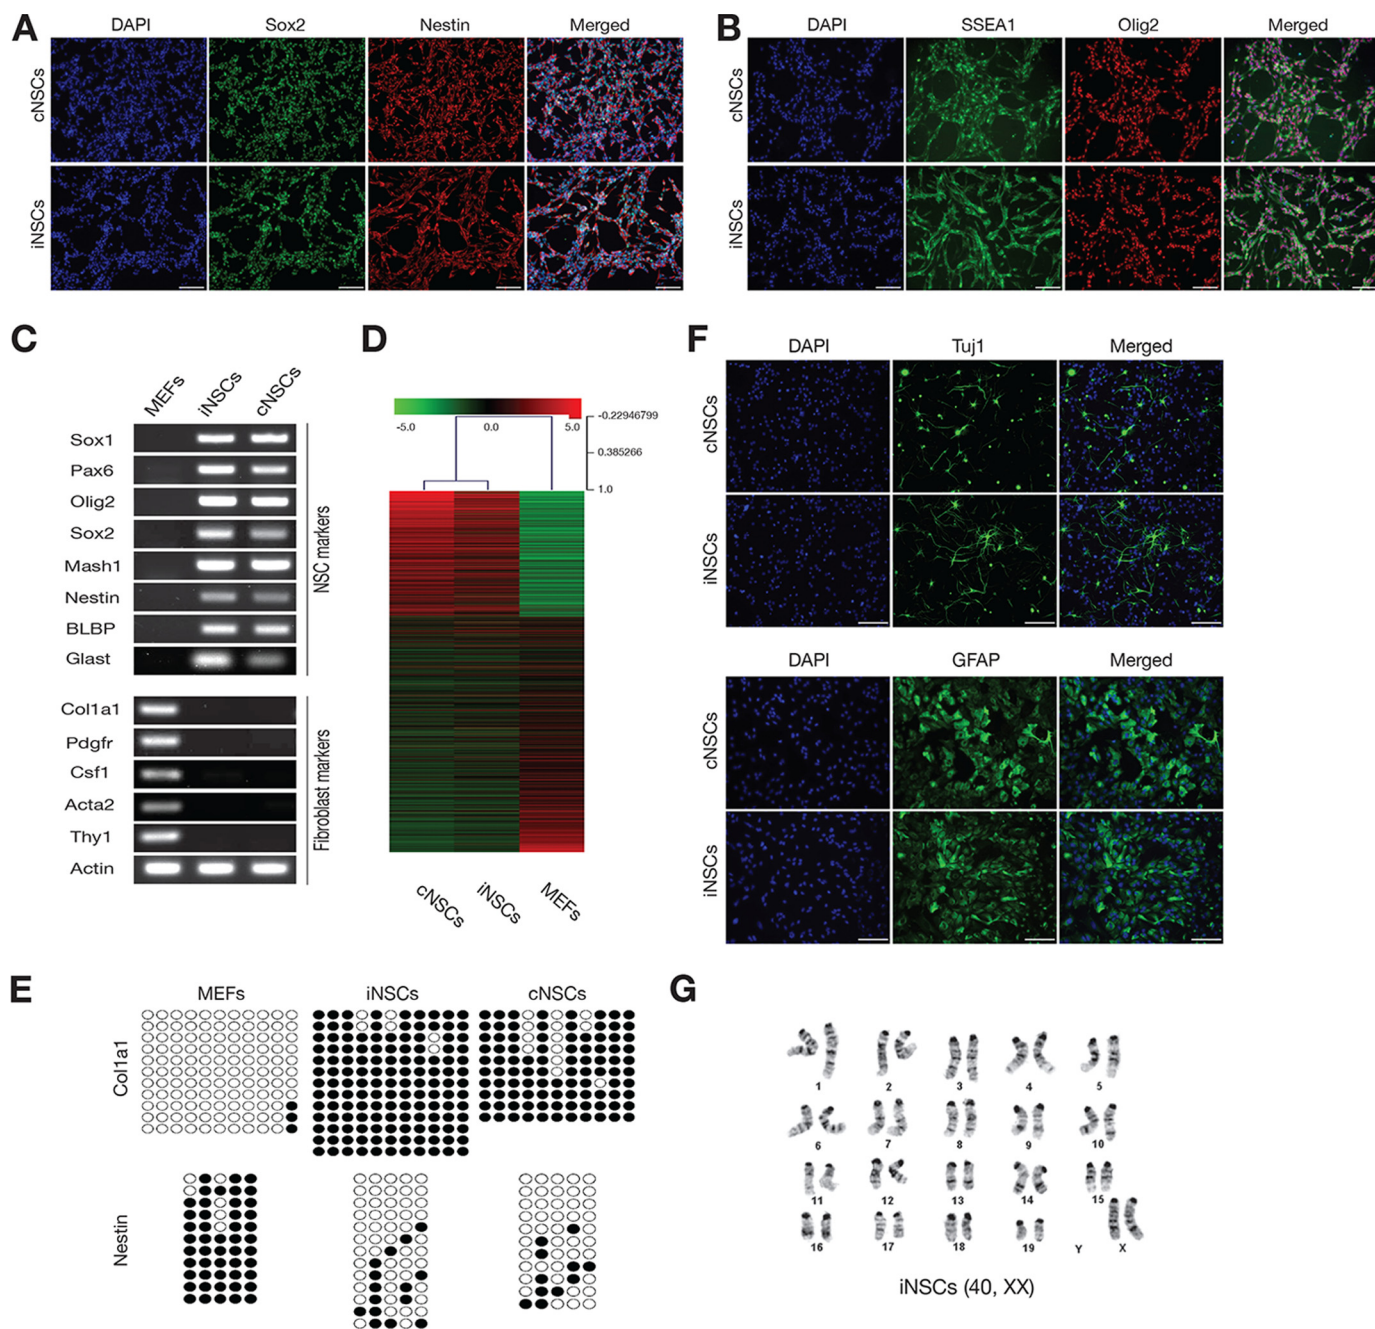 A
DAPI Sox2 Nestin Merged
cNSCs
iNSCs
B
DAPI SSEA1 Olig2 Merged
cNSCs
iNSCs
C
MEFs iNSCs cNSCs
Sox1
Pax6
Olig2
Sox2
Mash1
Nestin
BLBP
Glast
NSC markers
Col1a1
Pdgfr
Csf1
Acta2
Thy1
Actin
Fibroblast markers
D
-5.0 0.0 5.0
-0.22946799
0.385266
1.0
cNSCs iNSCs MEFs
F
DAPI Tuj1 Merged
cNSCs
iNSCs
DAPI GFAP Merged
cNSCs
iNSCs
E
MEFs iNSCs cNSCs
Col1a1
Nestin
G
1 2 3 4 5
6 7 8 9 10
11 12 13 14 15
16 17 18 19 Y X
iNSCs (40, XX)